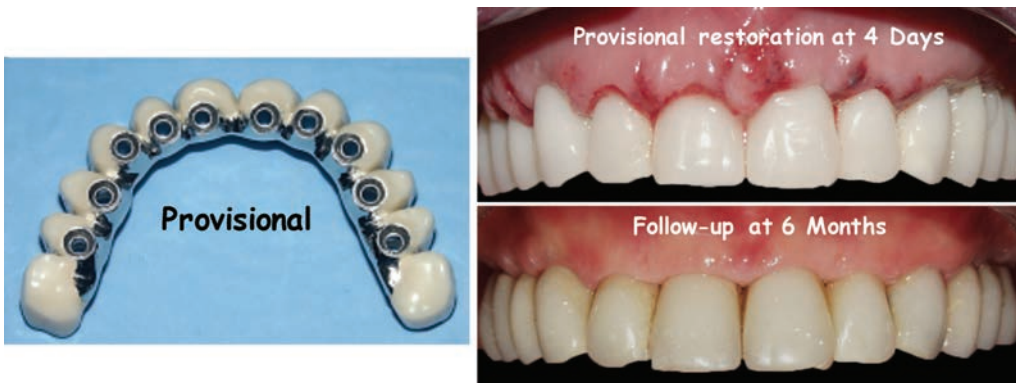 Provisional
Provisional restoration at 4 Days
Follow-up at 6 Months